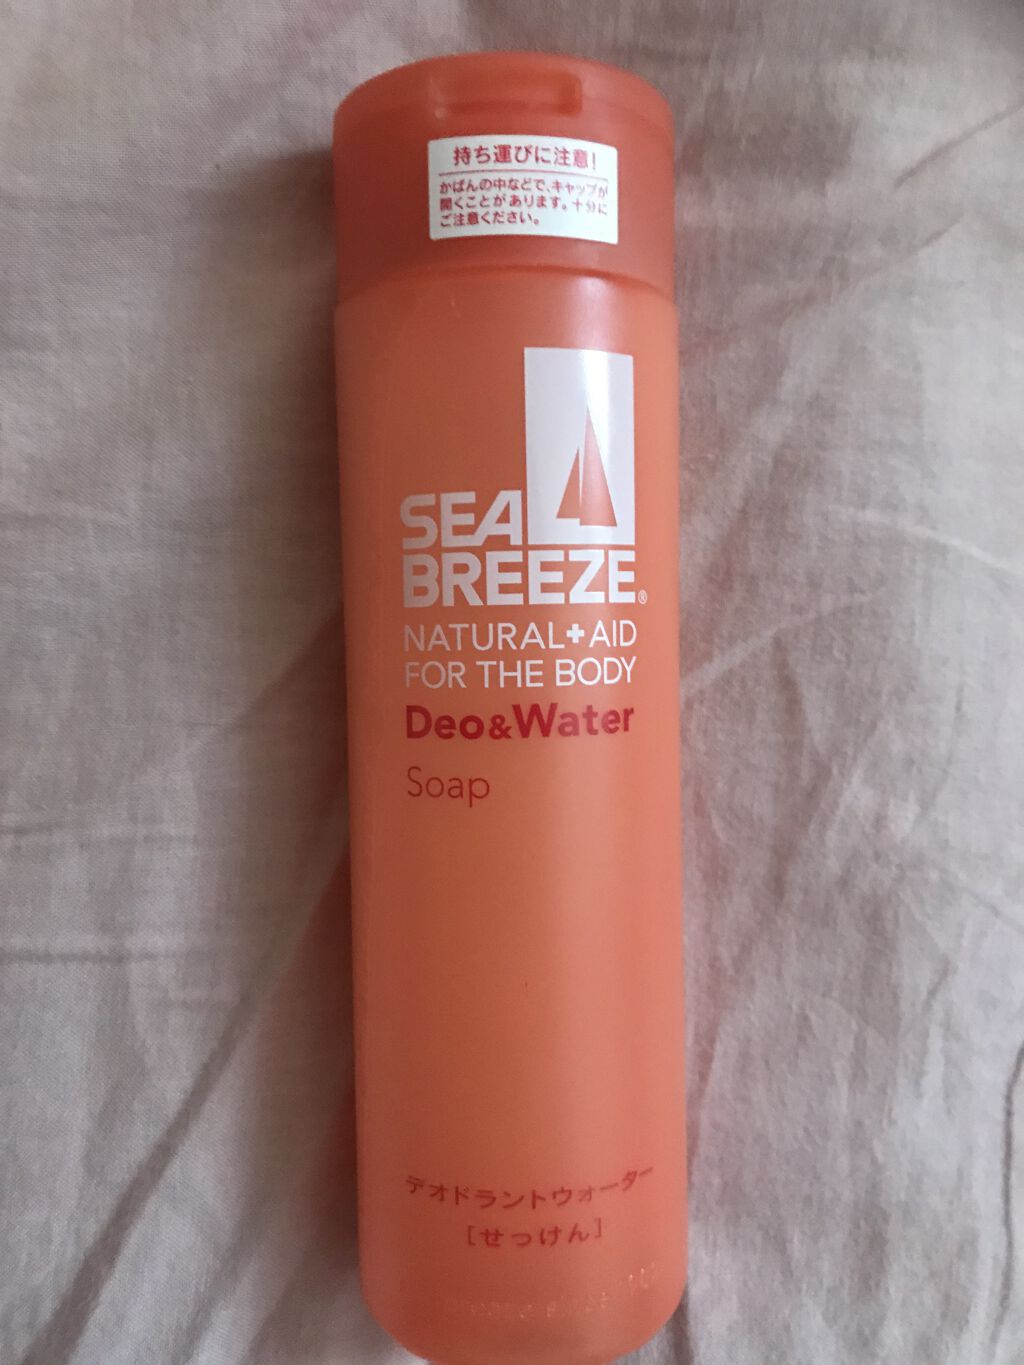 持ち運びに注意!
かばんの中などで、キャップが
開くことがあります。十分に
ご注意ください。
SEA
BREEZE®
NATURAL+AID
FOR THE BODY
Deo&Water
Soap
デオドラントウォーター
[せっけん]